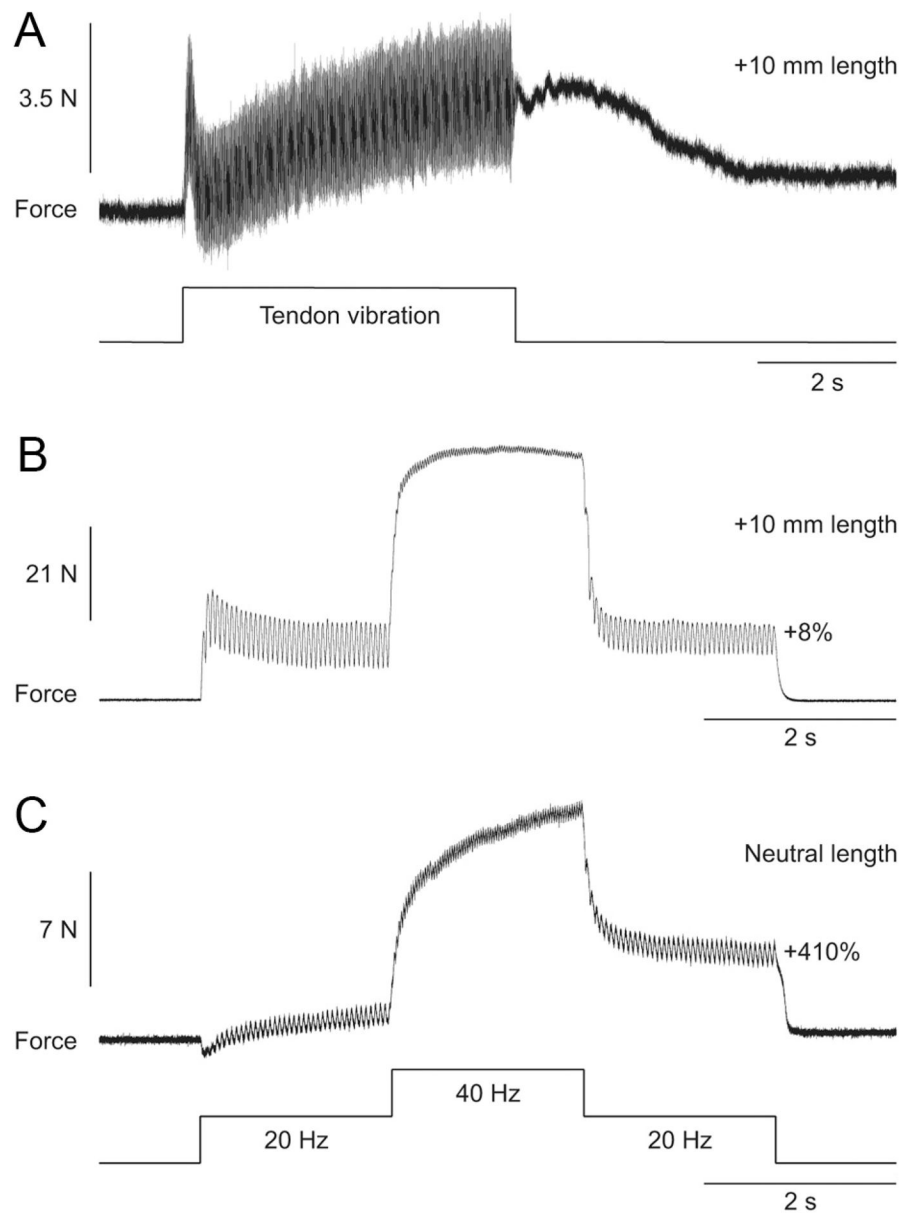 A
+10 mm length
3.5 N
Force
Tendon vibration
2 s
B
+10 mm length
21 N
+8%
Force
2 s
C
Neutral length
7 N
+410%
Force
40 Hz
20 Hz
20 Hz
2 s